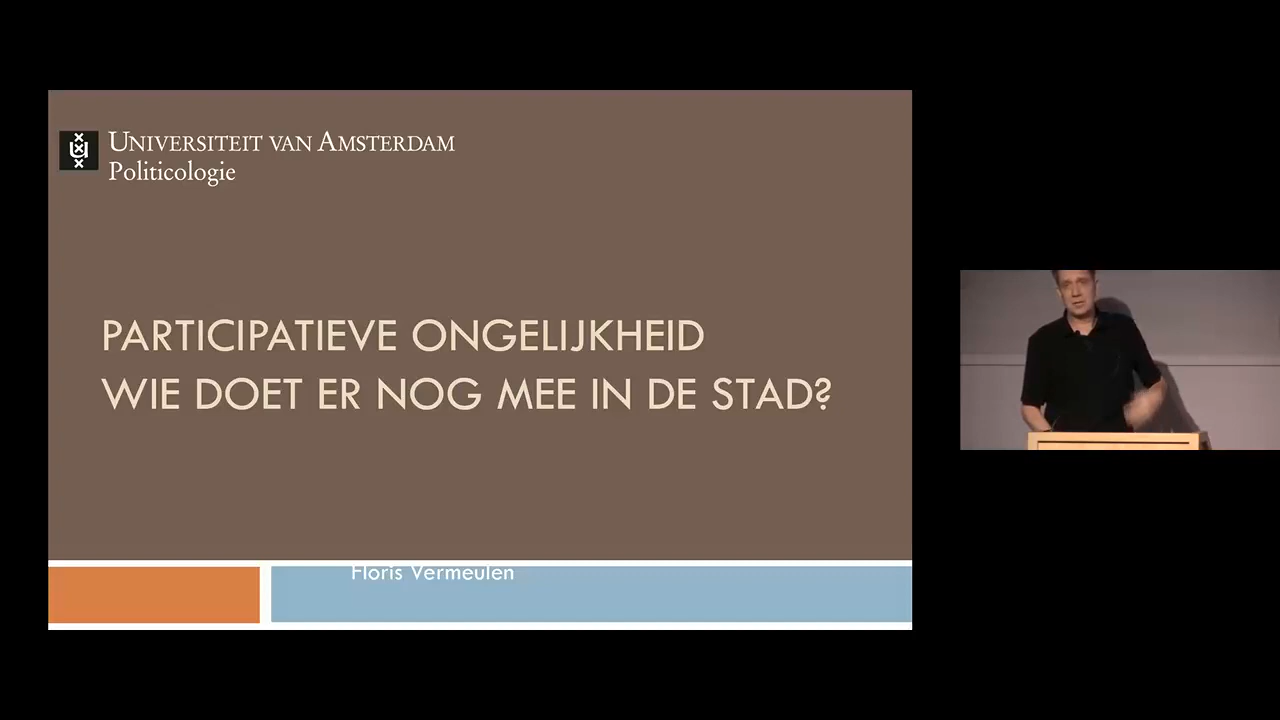 UNIVERSITEIT VAN AMSTERDAM
Politicologie
PARTICIPATIEVE ONGELIJKHEID
WIE DOET ER NOG MEE IN DE STAD?
Floris Vermeulen